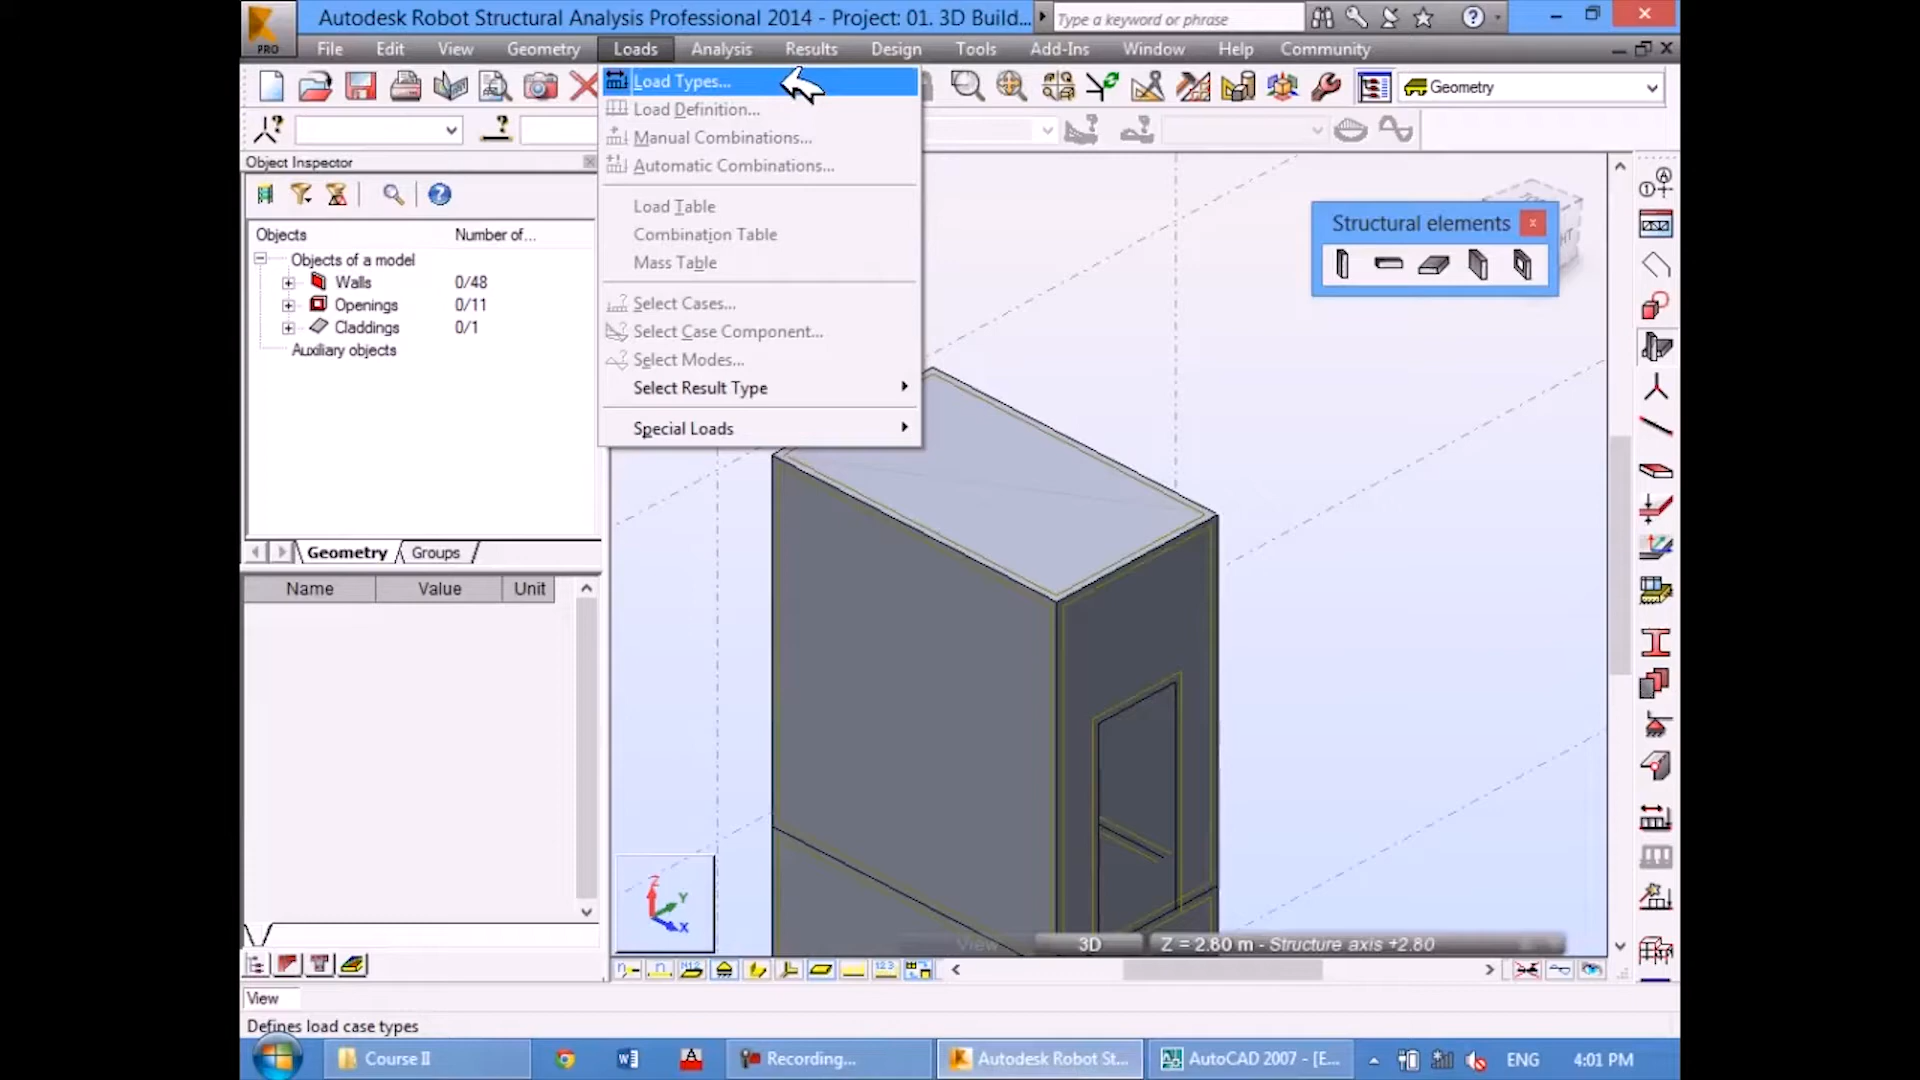 PRO
Autodesk Robot Structural Analysis Professional 2014 - Project: 01. 3D Build...
Type a keyword or phrase
File Edit View Geometry Loads Analysis Results Design Tools Add-Ins Window Help Community
Load Types...
Load Definition...
Manual Combinations...
Automatic Combinations...
Load Table
Combination Table
Mass Table
Select Cases...
Select Case Component...
Select Modes...
Select Result Type
Special Loads
Geometry
Object Inspector
Objects Number of...
Objects of a model
Walls 0/48
Openings 0/11
Claddings 0/1
Auxiliary objects
Geometry Groups
Name Value Unit
Structural elements
Z
Y
X
View 3D Z = 2.80 m - Structure axis +2.80
View
Defines load case types
Course II
Recording...
Autodesk Robot St...
AutoCAD 2007 - [E...
ENG
4:01 PM